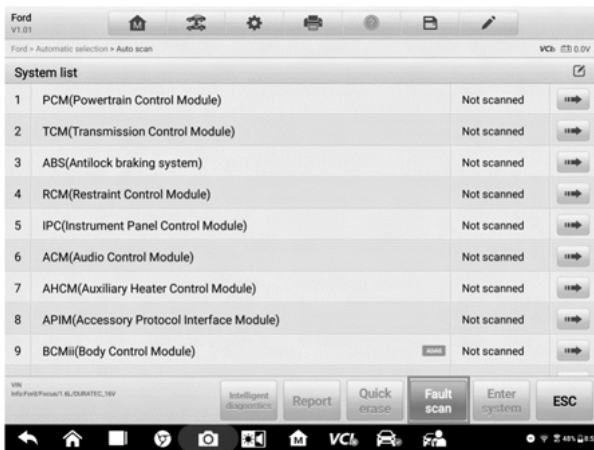 Ford
V1.01
Ford > Automatic selection > Auto scan
VCI 0.0V
System list
1 PCM(Powertrain Control Module) Not scanned
2 TCM(Transmission Control Module) Not scanned
3 ABS(Antilock braking system) Not scanned
4 RCM(Restraint Control Module) Not scanned
5 IPC(Instrument Panel Control Module) Not scanned
6 ACM(Audio Control Module) Not scanned
7 AHCM(Auxiliary Heater Control Module) Not scanned
8 APIM(Accessory Protocol Interface Module) Not scanned
9 BCMii(Body Control Module) Not scanned
VIN
Info:Ford/Focus/1.6L/DURATEC_16V
Intelligent
diagnostics
Report
Quick
erase
Fault
scan
Enter
system
ESC
M VCI